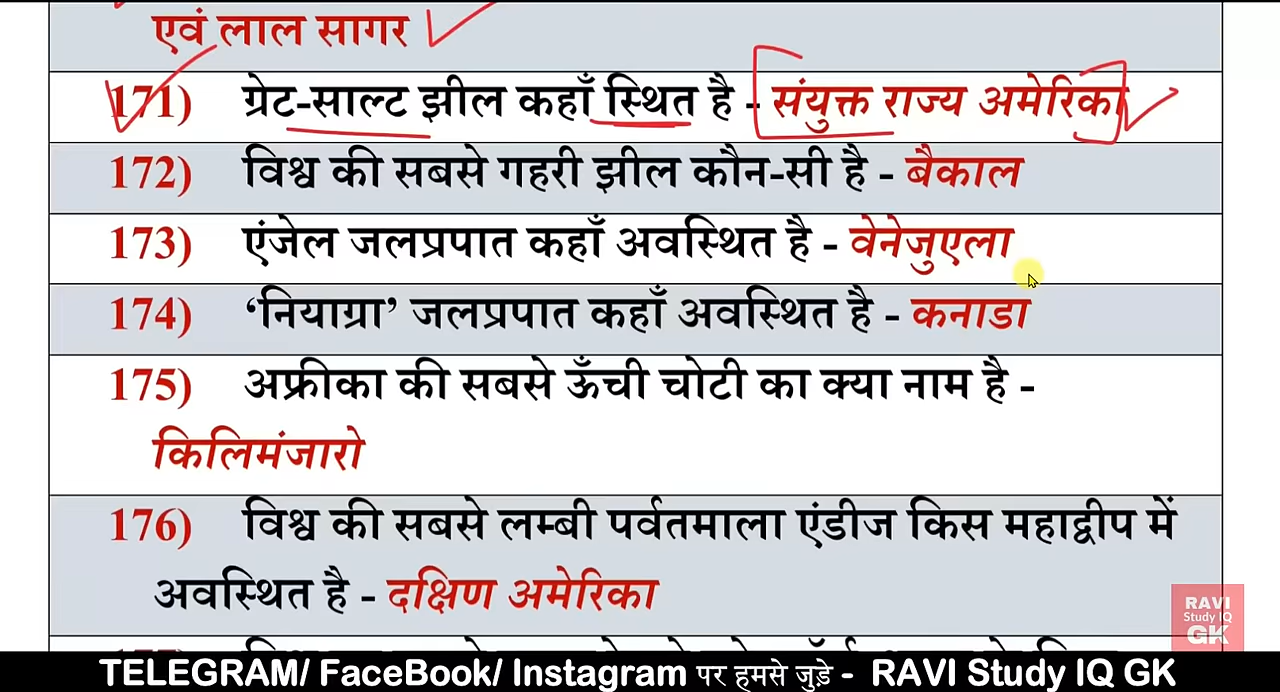 एवं लाल सागर
171) ग्रेट-साल्ट झील कहाँ स्थित है - संयुक्त राज्य अमेरिका
172) विश्व की सबसे गहरी झील कौन-सी है - बैकाल
173) एंजेल जलप्रपात कहाँ अवस्थित है - वेनेजुएला
174) ‘नियाग्रा’ जलप्रपात कहाँ अवस्थित है - कनाडा
175) अफ्रीका की सबसे ऊँची चोटी का क्या नाम है -
किलिमंजारो
176) विश्व की सबसे लम्बी पर्वतमाला एंडीज किस महाद्वीप में
अवस्थित है - दक्षिण अमेरिका
RAVI
Study IQ
GK
TELEGRAM/ FaceBook/ Instagram पर हमसे जुड़े - RAVI Study IQ GK